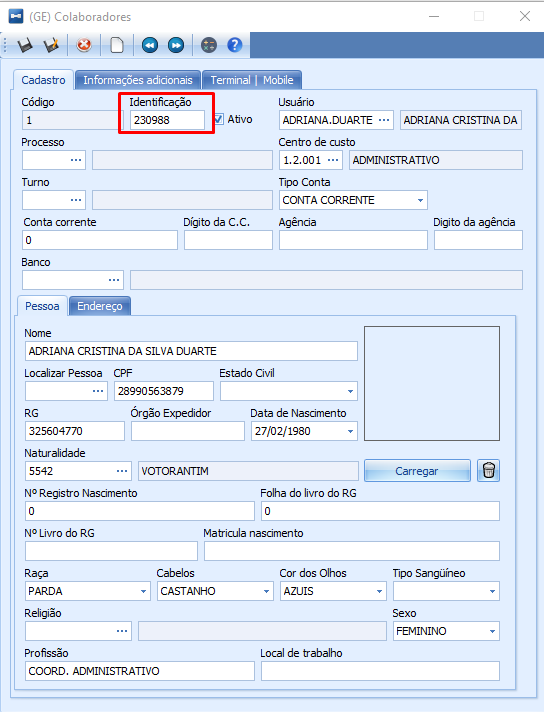 (GE) Colaboradores
Cadastro Informações adicionais Terminal | Mobile
Código Identificação Usuário
1 230988 Ativo ADRIANA.DUARTE ... ADRIANA CRISTINA DA
Processo Centro de custo
... 1.2.001 ... ADMINISTRATIVO
Turno Tipo Conta
... CONTA CORRENTE
Conta corrente Dígito da C.C. Agência Digito da agência
0
Banco
...
Pessoa Endereço
Nome
ADRIANA CRISTINA DA SILVA DUARTE
Localizar Pessoa CPF Estado Civil
... 28990563879
RG Órgão Expedidor Data de Nascimento
325604770 27/02/1980
Naturalidade
5542 ... VOTORANTIM Carregar
Nº Registro Nascimento Folha do livro do RG
0 0
Nº Livro do RG Matricula nascimento
Raça Cabelos Cor dos Olhos Tipo Sangüíneo
PARDA CASTANHO AZUIS
Religião Sexo
... FEMININO
Profissão Local de trabalho
COORD. ADMINISTRATIVO